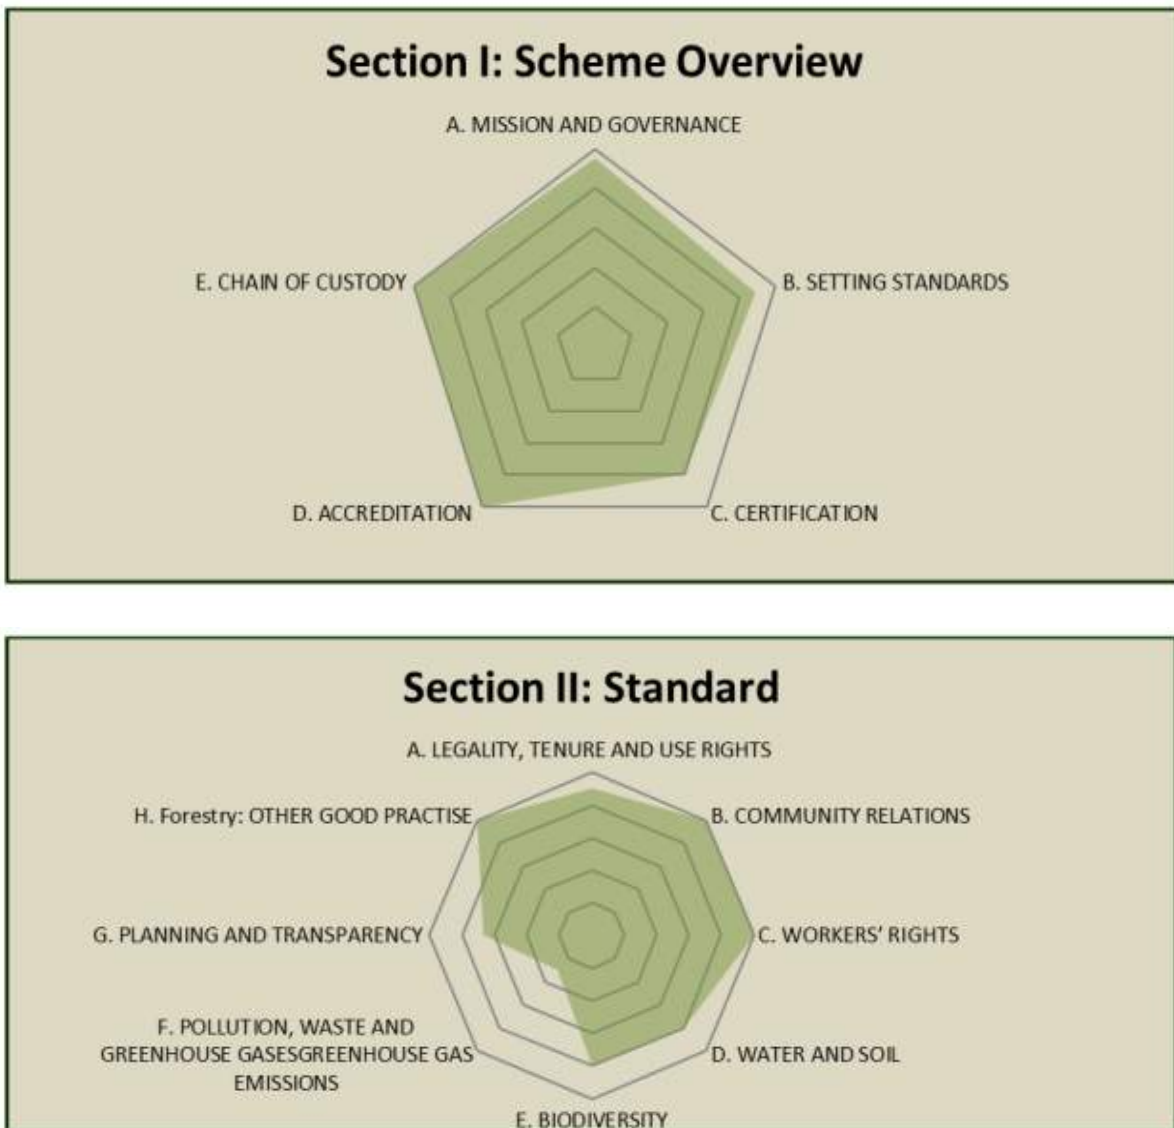 Section I: Scheme Overview
A. MISSION AND GOVERNANCE
E. CHAIN OF CUSTODY
B. SETTING STANDARDS
D. ACCREDITATION
C. CERTIFICATION
Section II: Standard
A. LEGALITY, TENURE AND USE RIGHTS
H. Forestry: OTHER GOOD PRACTISE
B. COMMUNITY RELATIONS
G. PLANNING AND TRANSPARENCY
C. WORKERS' RIGHTS
F. POLLUTION, WASTE AND
GREENHOUSE GASESGREENHOUSE GAS
EMISSIONS
D. WATER AND SOIL
E. BIODIVERSITY